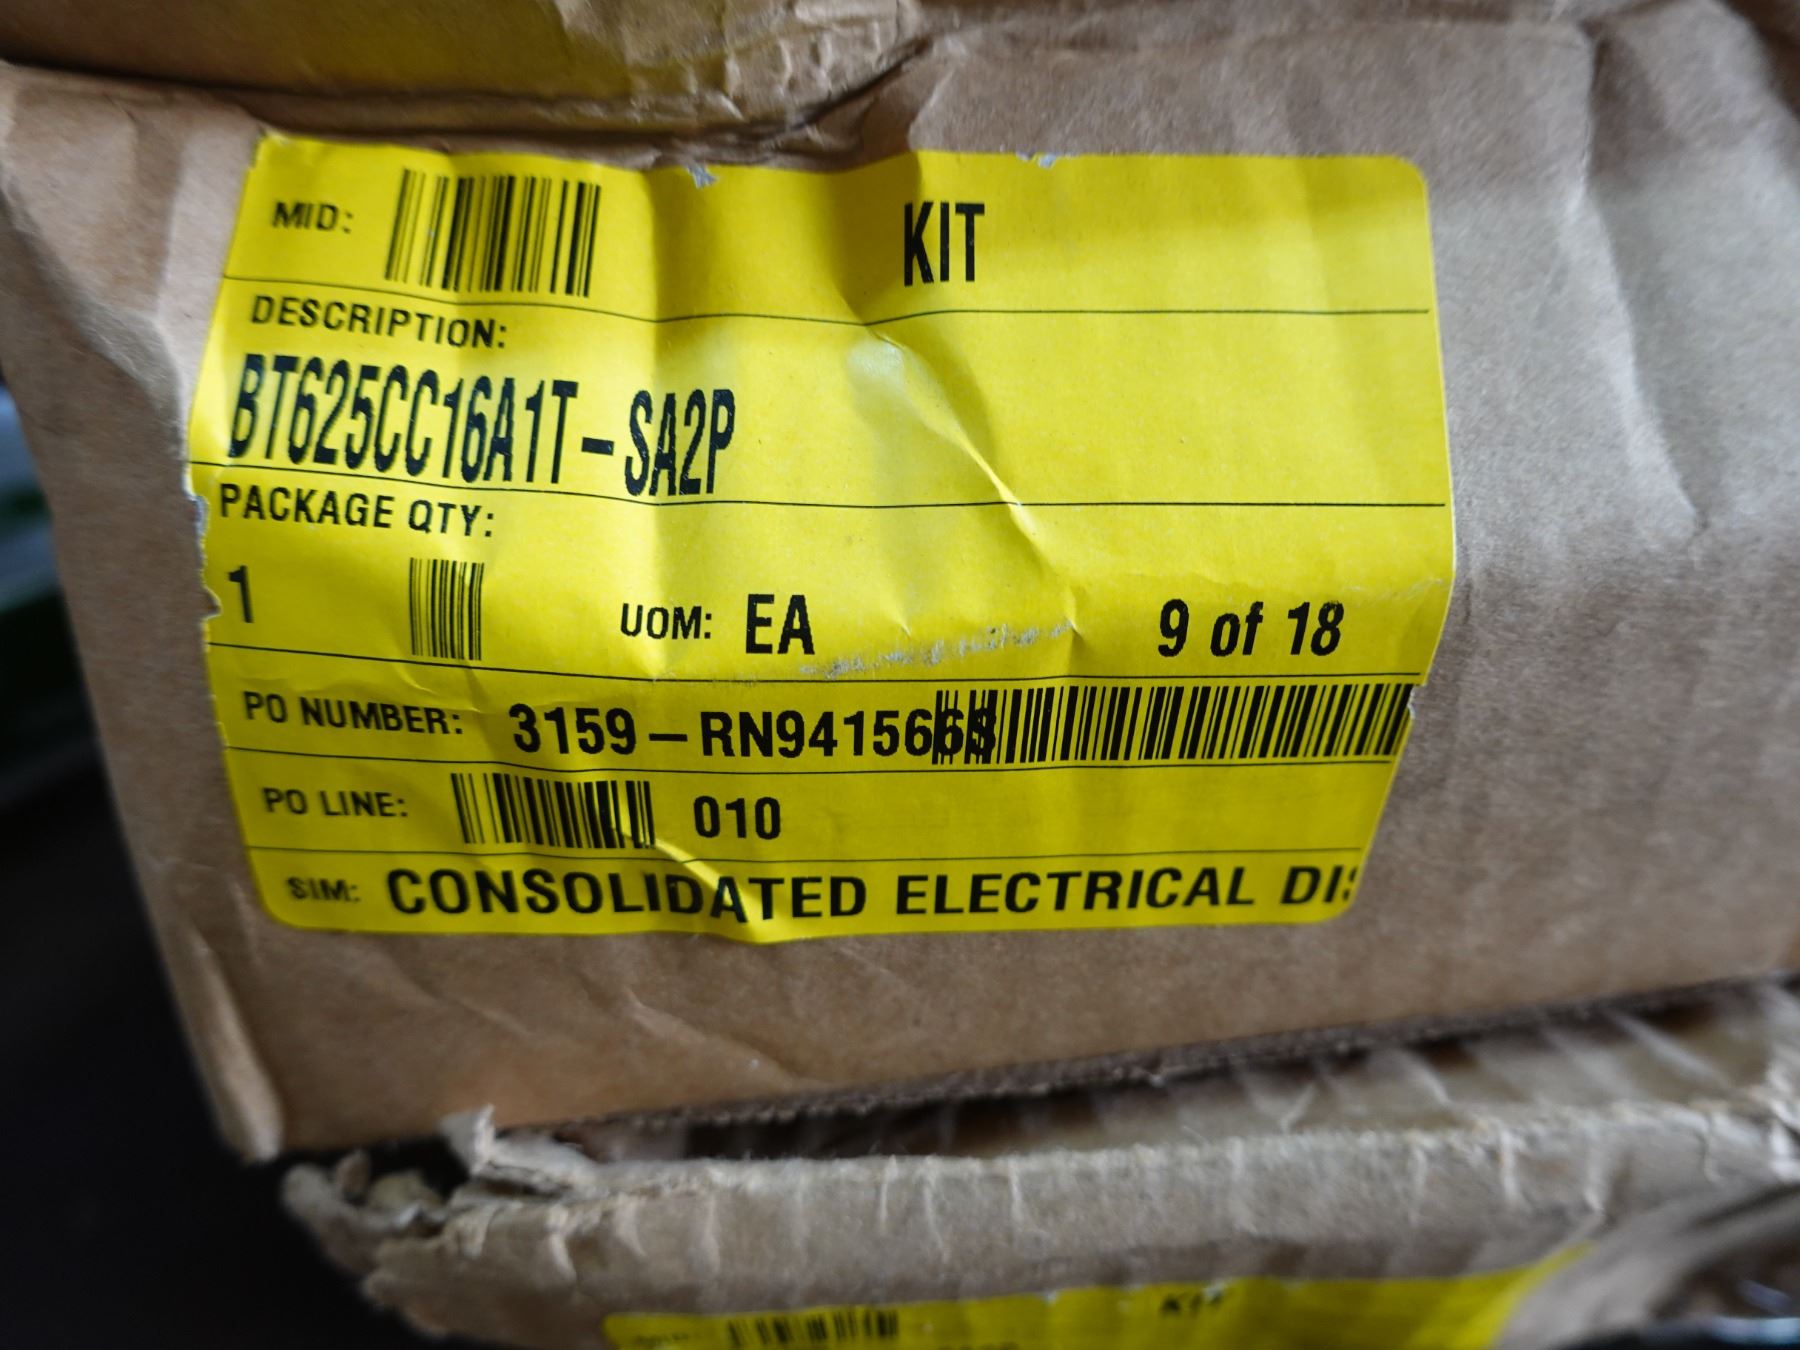 MID:
KIT
DESCRIPTION:
BT625CC16A1T-SA2P
PACKAGE QTY:
1
UOM: EA
9 of 18
PO NUMBER: 3159-RN941566S
PO LINE: 010
SIM: CONSOLIDATED ELECTRICAL DI
KIT